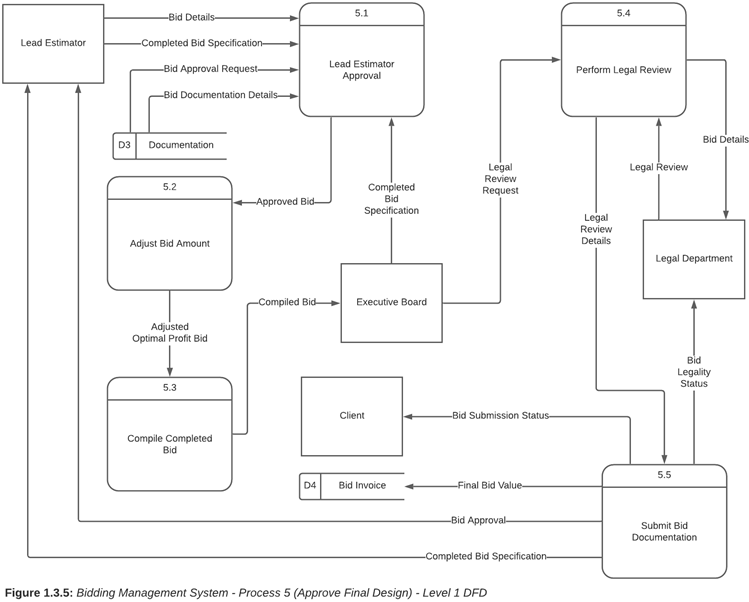 Bid Details
5.1
5.4
Lead Estimator
Completed Bid Specification
Lead Estimator
Approval
Perform Legal Review
Bid Approval Request
Bid Documentation Details
D3
Documentation
Bid Details
Legal
Review
Request
Legal Review
5.2
Completed
Bid
Specification
Approved Bid
Legal
Review
Details
Adjust Bid Amount
Legal Department
Compiled Bid
Executive Board
Adjusted
Optimal Profit Bid
Bid
Legality
Status
5.3
Client
Bid Submission Status
Compile Completed
Bid
5.5
D4
Bid Invoice
Final Bid Value
Bid Approval
Submit Bid
Documentation
Completed Bid Specification
Figure 1.3.5: Bidding Management System - Process 5 (Approve Final Design) - Level 1 DFD